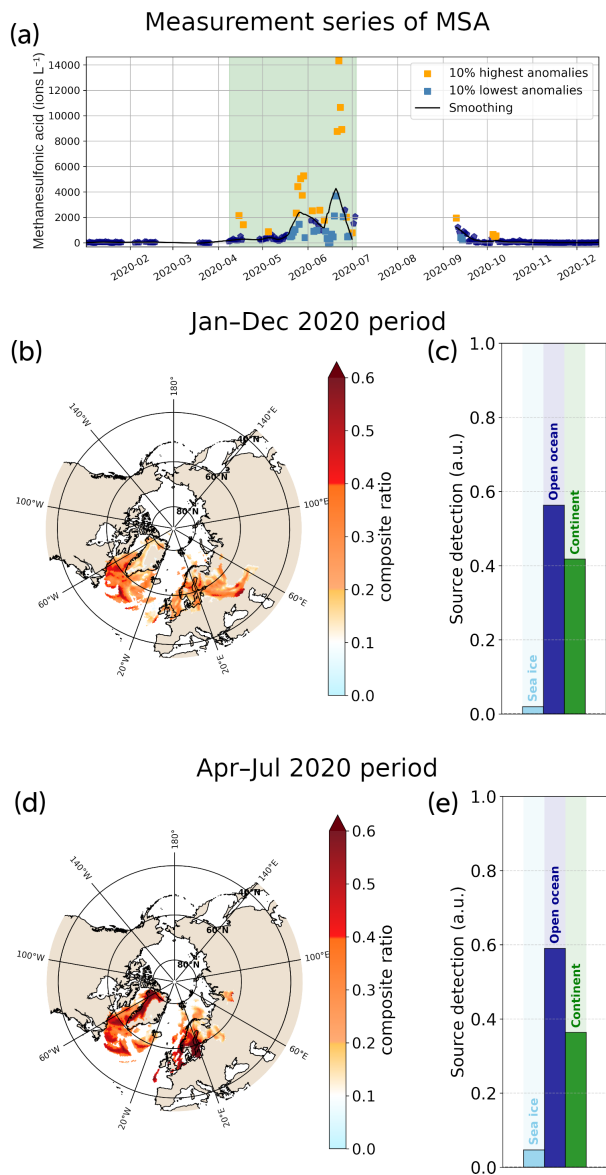 Measurement series of MSA
(a)
Methanesulfonic acid (ions L⁻¹)
14000
12000
10000
8000
6000
4000
2000
0
10% highest anomalies
10% lowest anomalies
Smoothing
2020-02
2020-03
2020-04
2020-05
2020-06
2020-07
2020-08
2020-09
2020-10
2020-11
2020-12
Jan–Dec 2020 period
(b)
180°
140°W
140°E
100°W
100°E
60°W
60°E
20°W
20°E
40°N
60°N
80°N
0.6
0.5
0.4
0.3
0.2
0.1
0.0
composite ratio
(c)
Source detection (a.u.)
1.0
0.8
0.6
0.4
0.2
0.0
Sea ice
Open ocean
Continent
Apr–Jul 2020 period
(d)
180°
140°W
140°E
100°W
100°E
60°W
60°E
20°W
20°E
40°N
60°N
80°N
0.6
0.5
0.4
0.3
0.2
0.1
0.0
composite ratio
(e)
Source detection (a.u.)
1.0
0.8
0.6
0.4
0.2
0.0
Sea ice
Open ocean
Continent